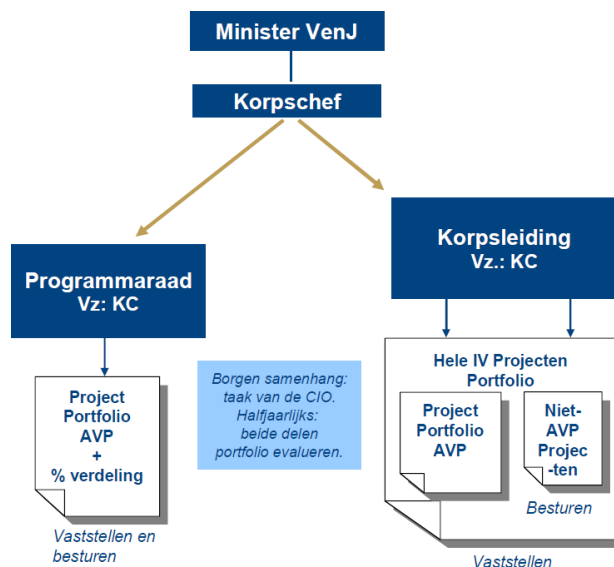 Minister VenJ
Korpschef
Programmaraad
Vz: KC
Korpsleiding
Vz.: KC
Project
Portfolio
AVP
+
% verdeling
Vaststellen en
besturen
Borgen samenhang:
taak van de CIO.
Halfjaarlijks:
beide delen
portfolio evalueren.
Hele IV Projecten
Portfolio
Project
Portfolio
AVP
Niet-
AVP
Projec
-ten
Besturen
Vaststellen